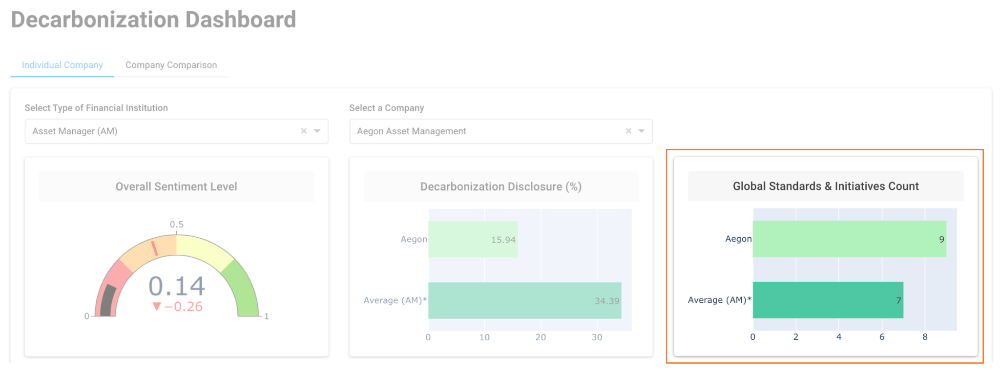 Decarbonization Dashboard
Individual Company
Company Comparison
Select Type of Financial Institution
Asset Manager (AM)
Select a Company
Aegon Asset Management
Overall Sentiment Level
0.5
0.14
▼−0.26
0
1
Decarbonization Disclosure (%)
Aegon
15.94
Average (AM)*
34.39
0 10 20 30
Global Standards & Initiatives Count
Aegon
9
Average (AM)*
7
0 2 4 6 8